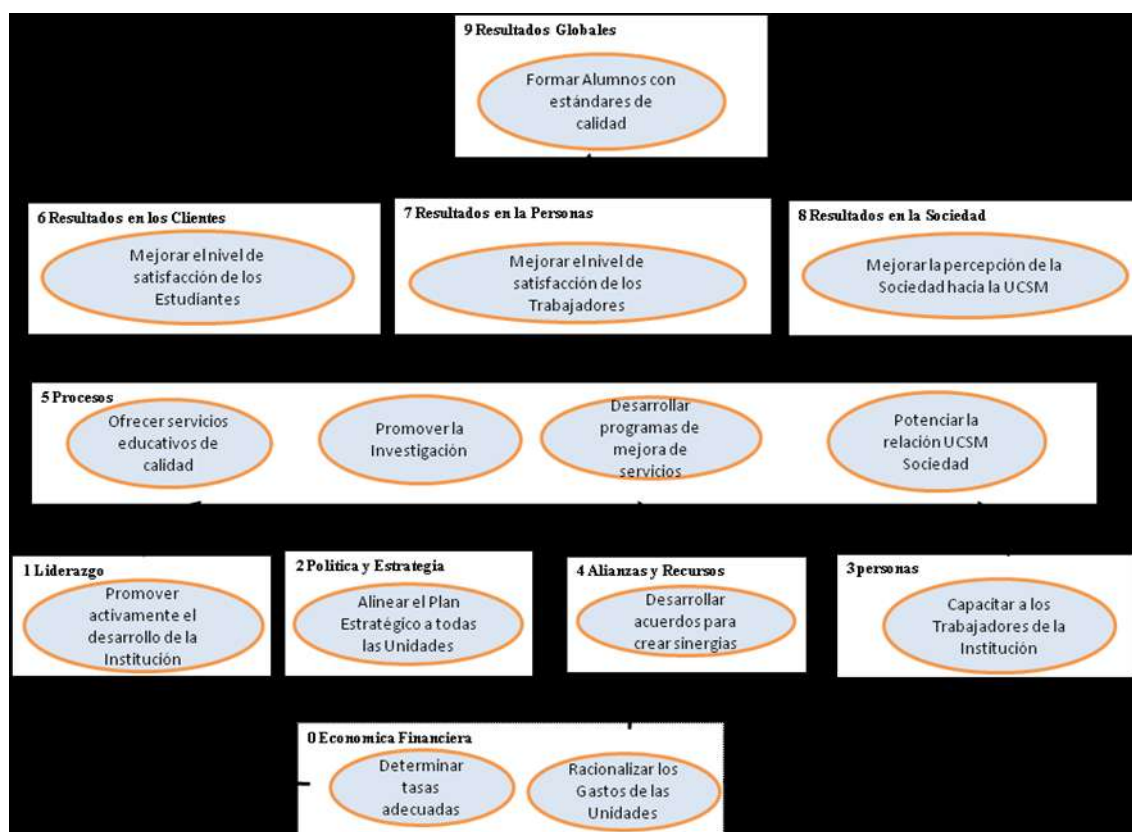 9 Resultados Globales
Formar Alumnos con
estándares de
calidad
6 Resultados en los Clientes
Mejorar el nivel de
satisfacción de los
Estudiantes
7 Resultados en la Personas
Mejorar el nivel de
satisfacción de los
Trabajadores
8 Resultados en la Sociedad
Mejorar la percepción de la
Sociedad hacia la UCSM
5 Procesos
Ofrecer servicios
educativos de
calidad
Promover la
Investigación
Desarrollar
programas de
mejora de
servicios
Potenciar la
relación UCSM
Sociedad
1 Liderazgo
Promover
activamente el
desarrollo de la
Institución
2 Política y Estrategia
Alinear el Plan
Estratégico a todas
las Unidades
4 Alianzas y Recursos
Desarrollar
acuerdos para
crear sinergías
3 personas
Capacitar a los
Trabajadores de la
Institución
0 Economica Financiera
Determinar
tasas
adecuadas
Racionalizar los
Gastos de las
Unidades